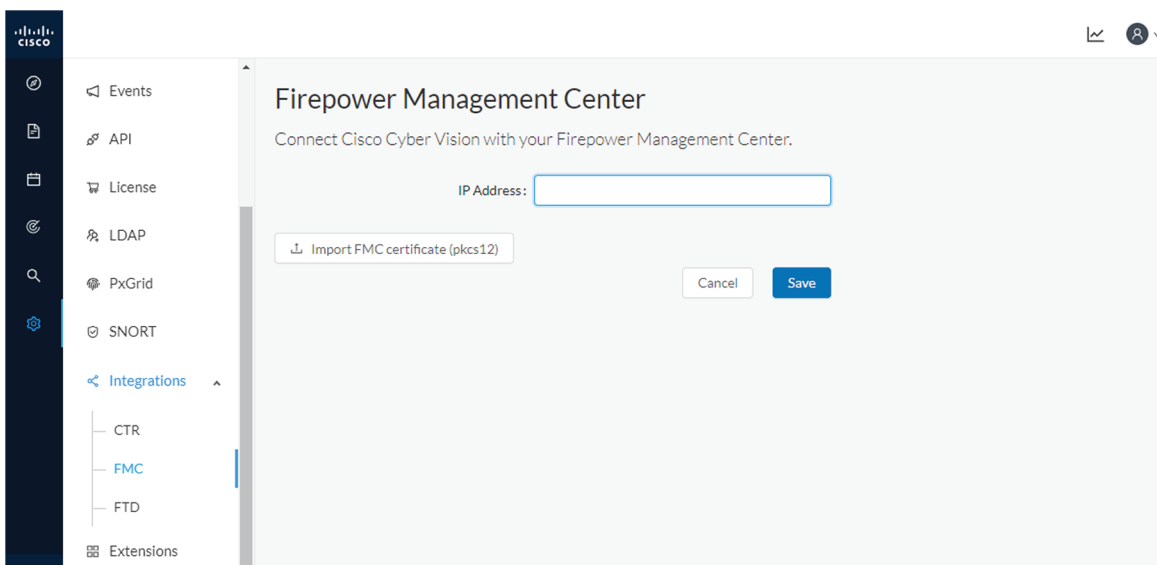 cisco
Events
API
License
LDAP
PxGrid
SNORT
Integrations
CTR
FMC
FTD
Extensions
Firepower Management Center
Connect Cisco Cyber Vision with your Firepower Management Center.
IP Address:
Import FMC certificate (pkcs12)
Cancel Save